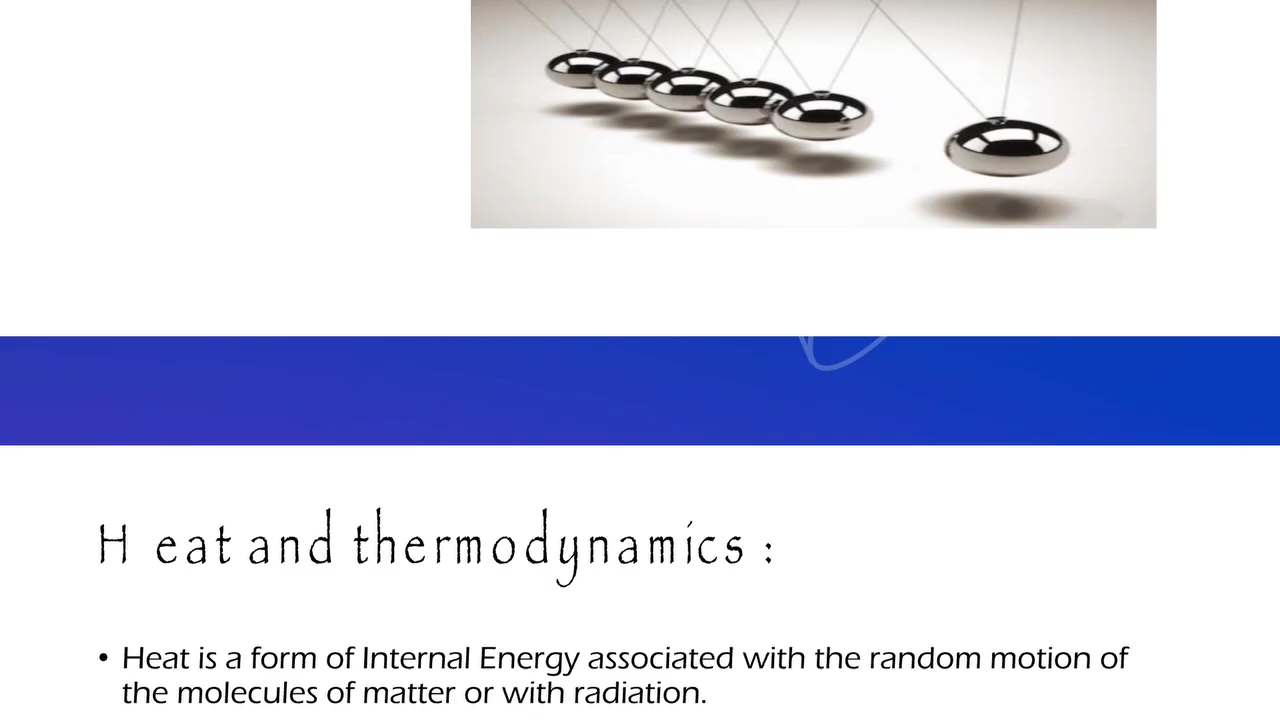 H eat and thermodynamics :
• Heat is a form of Internal Energy associated with the random motion of
the molecules of matter or with radiation.